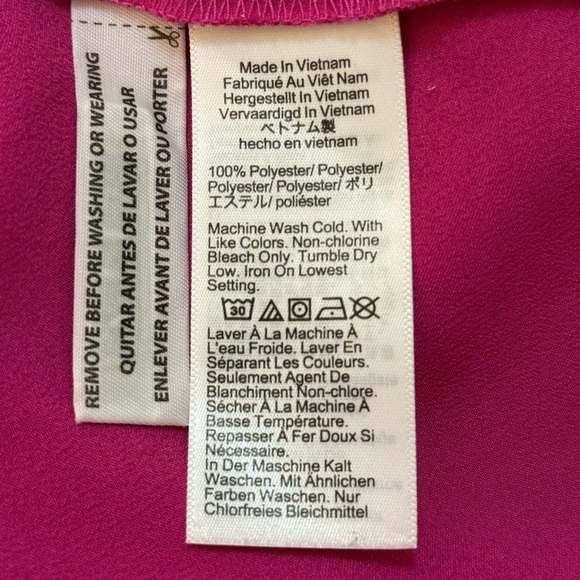 REMOVE BEFORE WASHING OR WEARING
QUITAR ANTES DE LAVAR O USAR
ENLEVER AVANT DE LAVER OU PORTER
Made In Vietnam
Fabriqué Au Viêt Nam
Hergestellt In Vietnam
Vervaardigd In Vietnam
ベトナム製
hecho en vietnam
100% Polyester/ Polyester/
Polyester/ Polyester/ ポリ
エステル/ poliéster
Machine Wash Cold. With
Like Colors. Non-chlorine
Bleach Only. Tumble Dry
Low. Iron On Lowest
Setting.
30
Laver À La Machine À
L'eau Froide. Laver En
Séparant Les Couleurs.
Seulement Agent De
Blanchiment Non-chlore.
Sécher À La Machine À
Basse Température.
Repasser À Fer Doux Si
Nécessaire.
In Der Maschine Kalt
Waschen. Mit Ähnlichen
Farben Waschen. Nur
Chlorfreies Bleichmittel